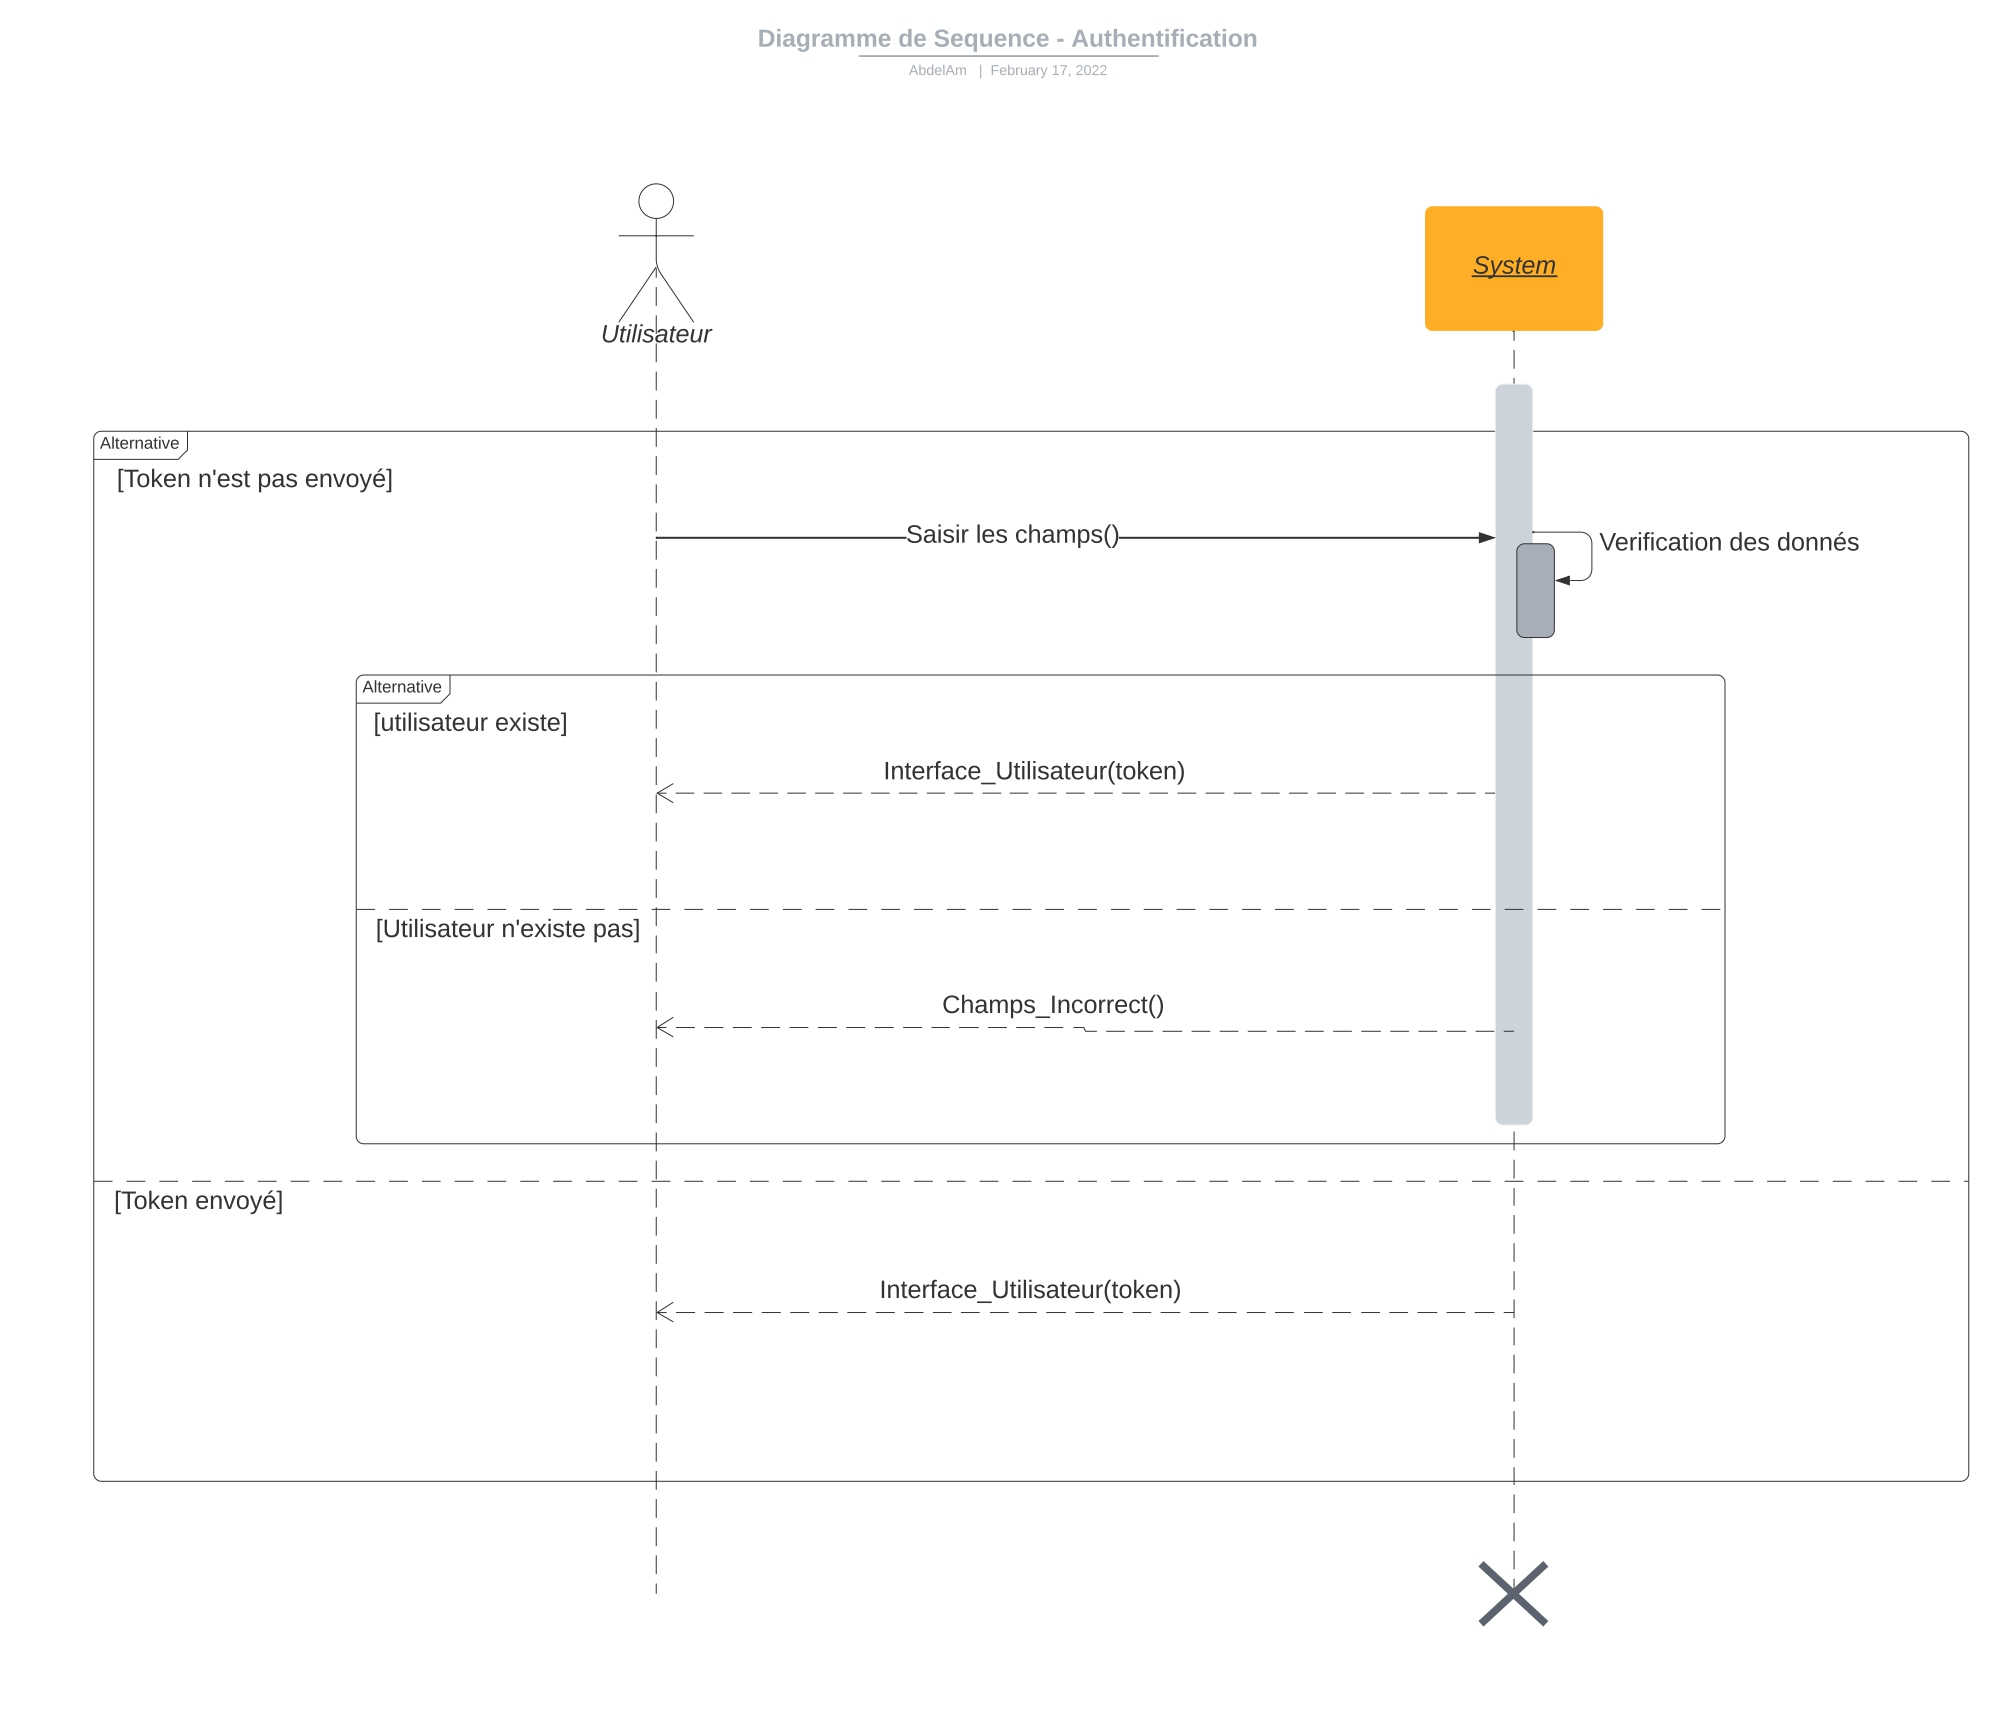 Diagramme de Sequence - Authentification
AbdelAm | February 17, 2022
Utilisateur
System
Alternative
[Token n'est pas envoyé]
Saisir les champs()
Verification des donnés
Alternative
[utilisateur existe]
Interface_Utilisateur(token)
[Utilisateur n'existe pas]
Champs_Incorrect()
[Token envoyé]
Interface_Utilisateur(token)